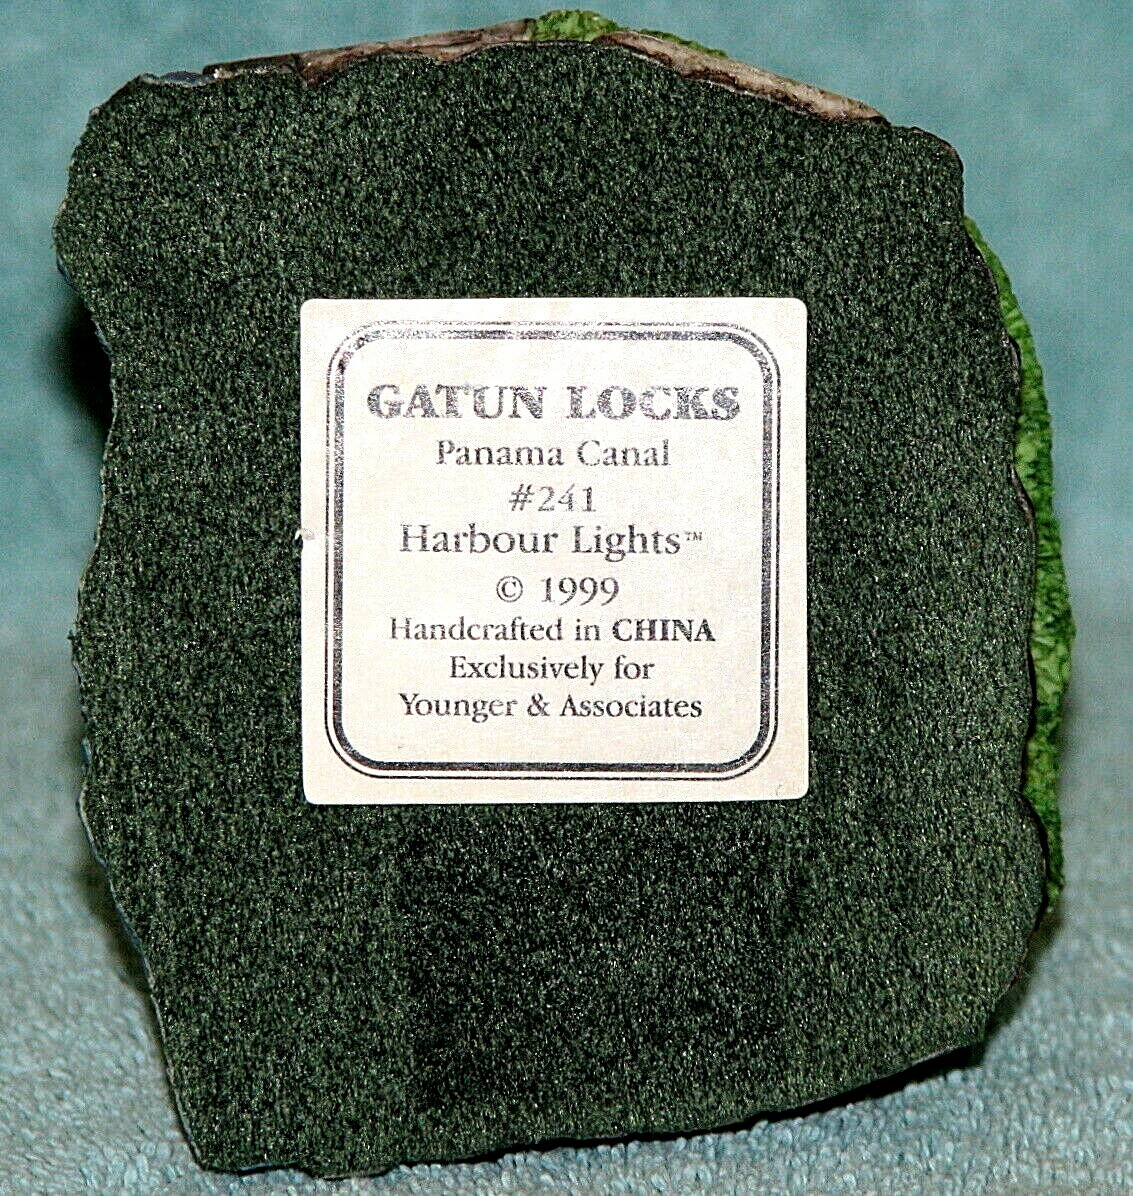 GATUN LOCKS
Panama Canal
#241
Harbour Lights™
© 1999
Handcrafted in CHINA
Exclusively for
Younger & Associates